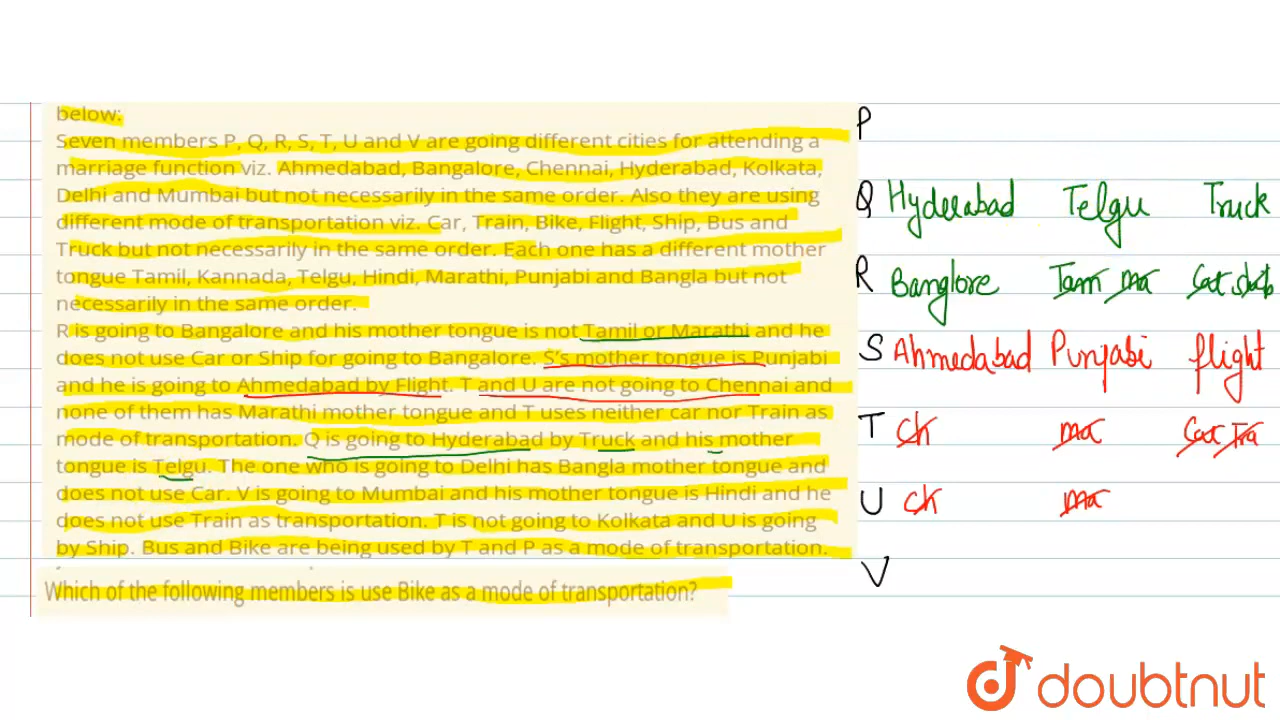 below:
Seven members P, Q, R, S, T, U and V are going different cities for attending a
marriage function viz. Ahmedabad, Bangalore, Chennai, Hyderabad, Kolkata,
Delhi and Mumbai but not necessarily in the same order. Also they are using
different mode of transportation viz. Car, Train, Bike, Flight, Ship, Bus and
Truck but not necessarily in the same order. Each one has a different mother
tongue Tamil, Kannada, Telgu, Hindi, Marathi, Punjabi and Bangla but not
necessarily in the same order.
R is going to Bangalore and his mother tongue is not Tamil or Marathi and he
does not use Car or Ship for going to Bangalore. S's mother tongue is Punjabi
and he is going to Ahmedabad by Flight. T and U are not going to Chennai and
none of them has Marathi mother tongue and T uses neither car nor Train as
mode of transportation. Q is going to Hyderabad by Truck and his mother
tongue is Telgu. The one who is going to Delhi has Bangla mother tongue and
does not use Car. V is going to Mumbai and his mother tongue is Hindi and he
does not use Train as transportation. T is not going to Kolkata and U is going
by Ship. Bus and Bike are being used by T and P as a mode of transportation.
Which of the following members is use Bike as a mode of transportation?
P
Q Hyderabad Telgu Truck
R Banglore Tam Ma Car
S Ahmedabad Punjabi flight
T Ch Ma Car Tra
U Ch Ma
V
doubtnut